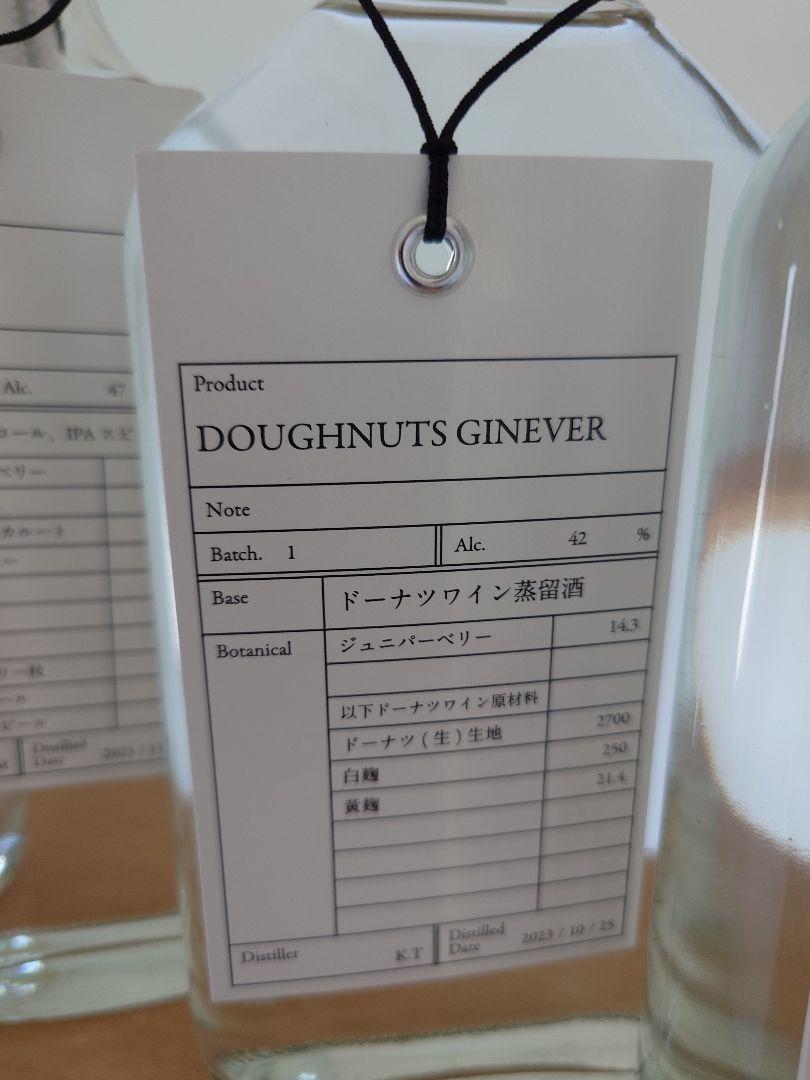 Product
DOUGHNUTS GINEVER
Note
Batch. 1 Alc. 42 %
Base ドーナツワイン蒸留酒
Botanical ジュニパーベリー 14.3
以下ドーナツワイン原材料
ドーナツ(生)生地 2700
白麹 250
黄麹 21.4
Distiller K.T Distilled Date 2023 / 10 / 25
Alc. 47
コール、IPA スピ
ベリー
カルート
Distilled
Date